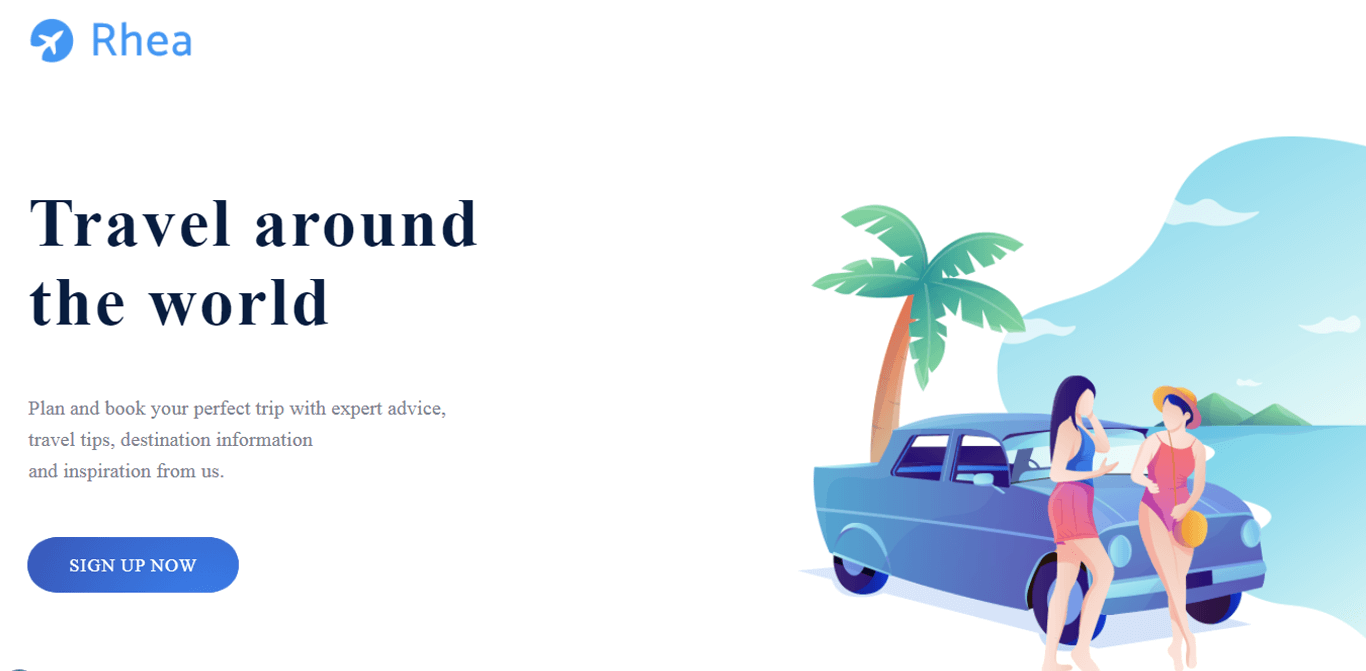 Rhea
Travel around
the world
Plan and book your perfect trip with expert advice,
travel tips, destination information
and inspiration from us.
SIGN UP NOW